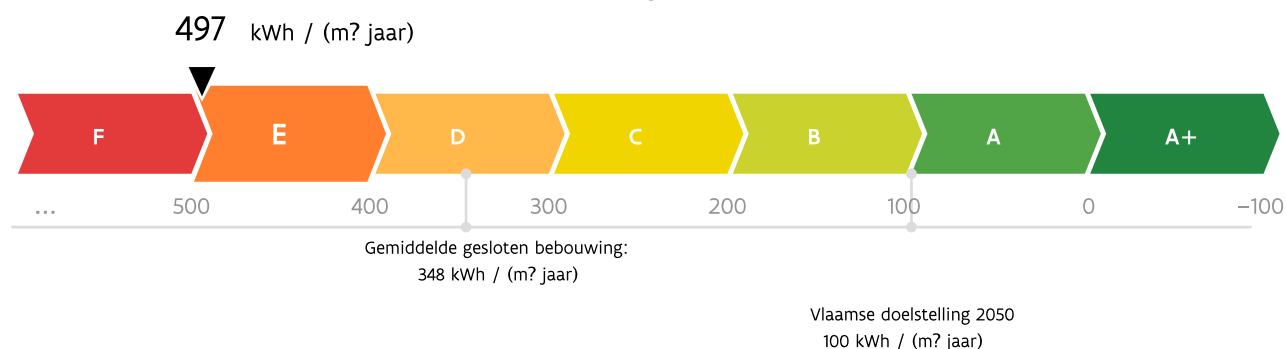 497 kWh / (m? jaar)
F E D C B A A+
... 500 400 300 200 100 0 –100
Gemiddelde gesloten bebouwing:
348 kWh / (m? jaar)
Vlaamse doelstelling 2050
100 kWh / (m? jaar)